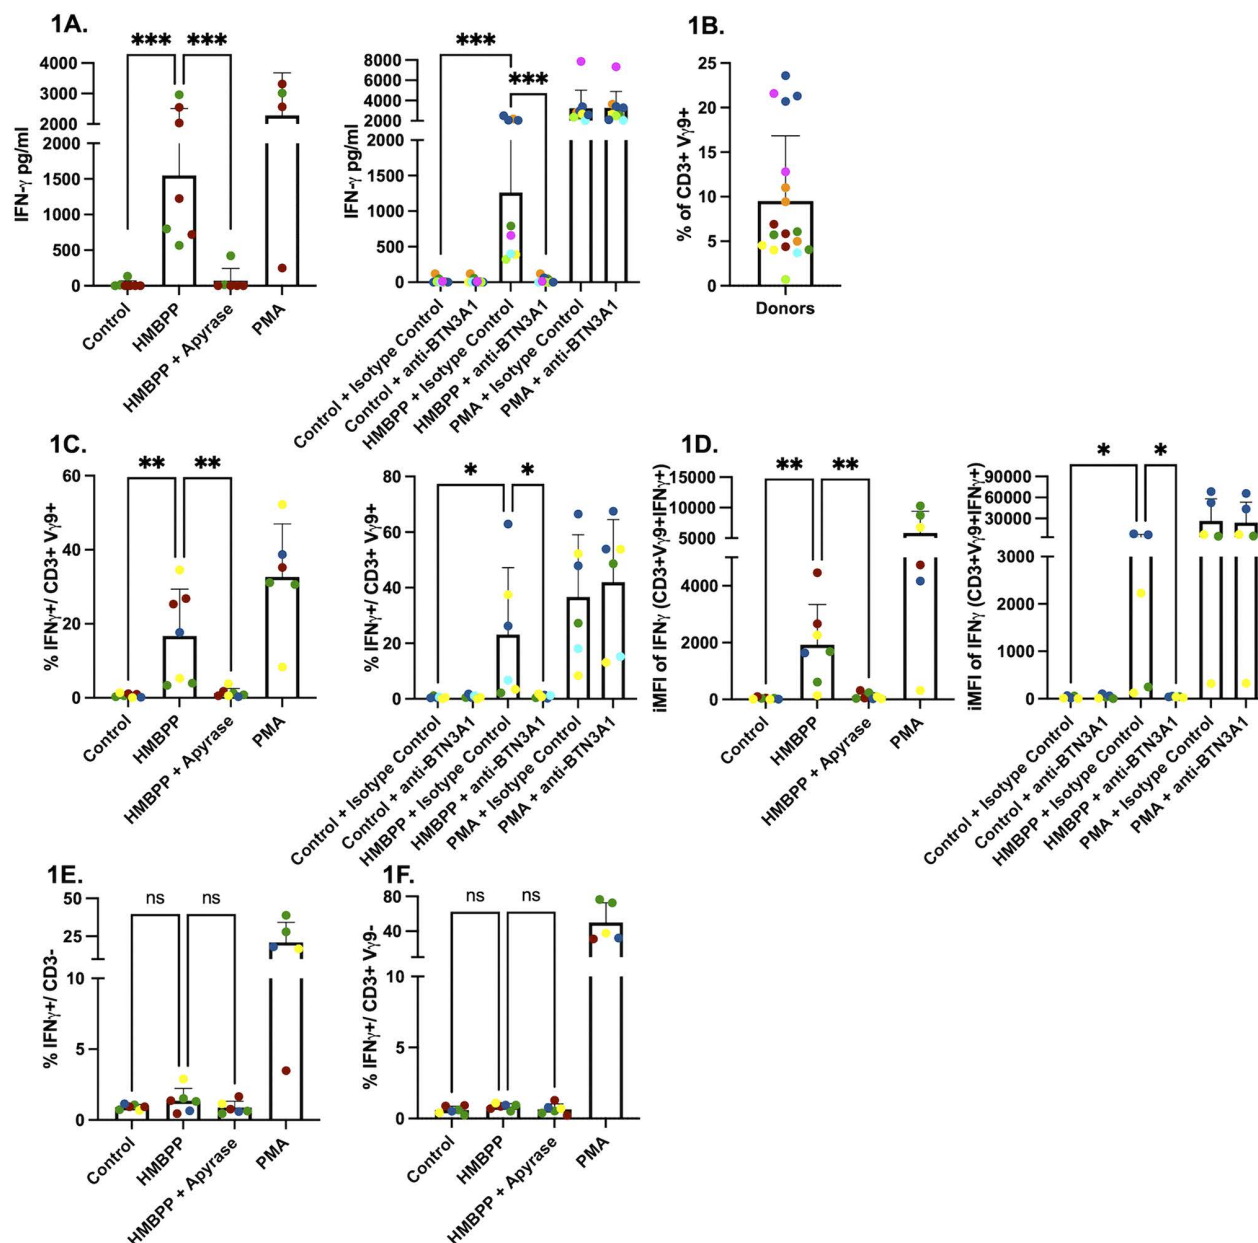 1A.
IFN-γ pg/ml
4000
3000
2000
2000
1500
1000
500
0
*** ***
Control
HMBPP
HMBPP + Apyrase
PMA
IFN-γ pg/ml
8000
6000
4000
2000
2000
1500
1000
500
0
***
***
Control + Isotype Control
Control + anti-BTN3A1
HMBPP + Isotype Control
HMBPP + anti-BTN3A1
PMA + Isotype Control
PMA + anti-BTN3A1
1B.
% of CD3+ Vγ9+
25
20
15
10
5
0
Donors
1C.
% IFNγ+/ CD3+ Vγ9+
60
40
20
0
** **
Control
HMBPP
HMBPP + Apyrase
PMA
% IFNγ+/ CD3+ Vγ9+
80
60
40
20
0
* *
Control + Isotype Control
Control + anti-BTN3A1
HMBPP + Isotype Control
HMBPP + anti-BTN3A1
PMA + Isotype Control
PMA + anti-BTN3A1
1D.
iMFI of IFNγ (CD3+Vγ9+IFNγ+)
15000
10000
5000
4000
2000
0
** **
Control
HMBPP
HMBPP + Apyrase
PMA
iMFI of IFNγ (CD3+Vγ9+IFNγ+)
90000
60000
30000
3000
2000
1000
0
* *
Control + Isotype Control
Control + anti-BTN3A1
HMBPP + Isotype Control
HMBPP + anti-BTN3A1
PMA + Isotype Control
PMA + anti-BTN3A1
1E.
% IFNγ+/ CD3-
50
25
10
5
0
ns ns
Control
HMBPP
HMBPP + Apyrase
PMA
1F.
% IFNγ+/ CD3+ Vγ9-
80
40
10
5
0
ns ns
Control
HMBPP
HMBPP + Apyrase
PMA